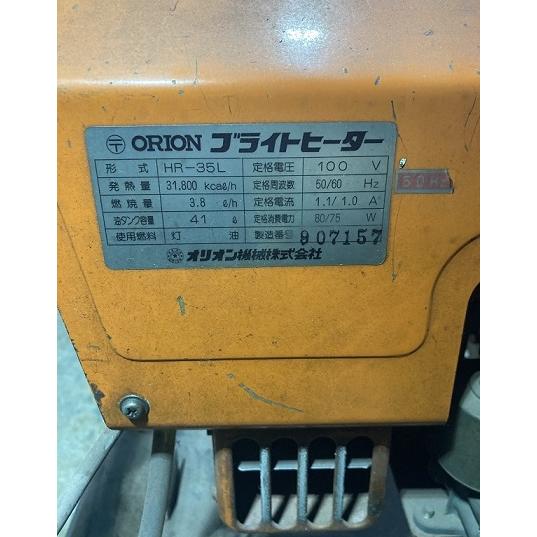 〒 ORION ブライトヒーター
形式 HR-35L 定格電圧 100 V
発熱量 31,800 kcaℓ/h 定格周波数 50/60 Hz
燃焼量 3.8 ℓ/h 定格電流 1.1/1.0 A
油タンク容量 41 ℓ 定格消費電力 80/75 W
使用燃料 灯油 製造番号 907157
オリオン機械株式会社
60Hz